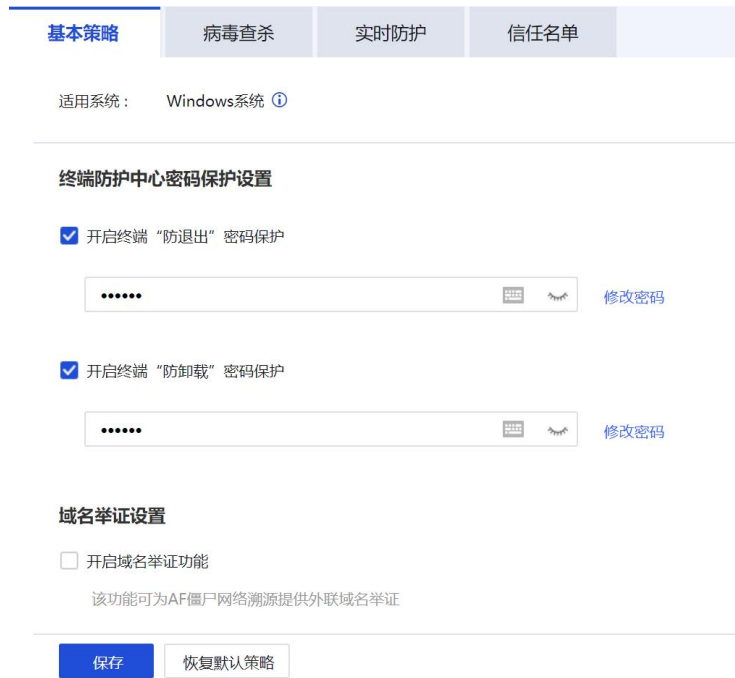 基本策略 病毒查杀 实时防护 信任名单
适用系统： Windows系统
终端防护中心密码保护设置
开启终端“防退出”密码保护
•••••• 修改密码
开启终端“防卸载”密码保护
•••••• 修改密码
域名举证设置
开启域名举证功能
该功能可为AF僵尸网络溯源提供外联域名举证
保存 恢复默认策略